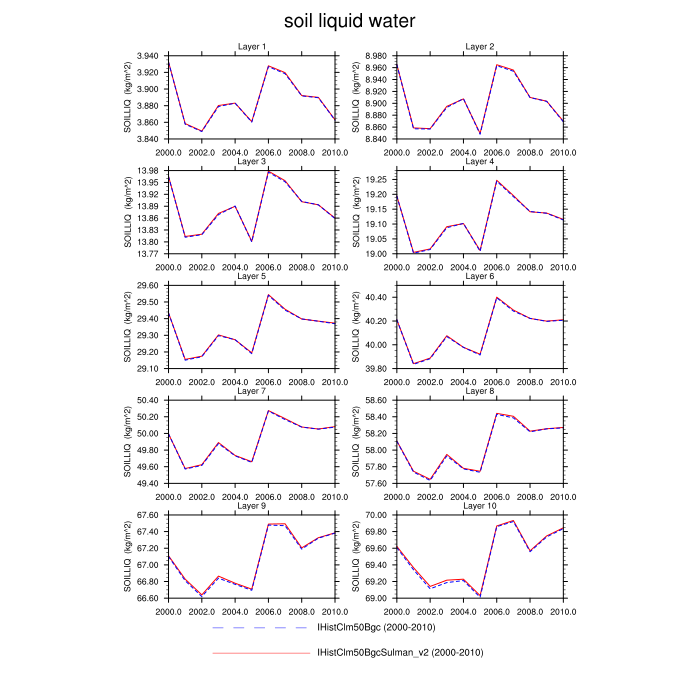 soil liquid water
Layer 1
SOILLIQ (kg/m^2)
3.940
3.920
3.900
3.880
3.860
3.840
2000.0 2002.0 2004.0 2006.0 2008.0 2010.0
Layer 2
SOILLIQ (kg/m^2)
8.980
8.960
8.940
8.920
8.900
8.880
8.860
8.840
2000.0 2002.0 2004.0 2006.0 2008.0 2010.0
Layer 3
SOILLIQ (kg/m^2)
13.98
13.95
13.92
13.88
13.86
13.83
13.80
13.77
2000.0 2002.0 2004.0 2006.0 2008.0 2010.0
Layer 4
SOILLIQ (kg/m^2)
19.25
19.20
19.15
19.10
19.05
19.00
2000.0 2002.0 2004.0 2006.0 2008.0 2010.0
Layer 5
SOILLIQ (kg/m^2)
29.60
29.50
29.40
29.30
29.20
29.10
2000.0 2002.0 2004.0 2006.0 2008.0 2010.0
Layer 6
SOILLIQ (kg/m^2)
40.40
40.20
40.00
39.80
2000.0 2002.0 2004.0 2006.0 2008.0 2010.0
Layer 7
SOILLIQ (kg/m^2)
50.40
50.20
50.00
49.80
49.60
49.40
2000.0 2002.0 2004.0 2006.0 2008.0 2010.0
Layer 8
SOILLIQ (kg/m^2)
58.60
58.40
58.20
58.00
57.80
57.60
2000.0 2002.0 2004.0 2006.0 2008.0 2010.0
Layer 9
SOILLIQ (kg/m^2)
67.60
67.40
67.20
67.00
66.80
66.60
2000.0 2002.0 2004.0 2006.0 2008.0 2010.0
Layer 10
SOILLIQ (kg/m^2)
70.00
69.80
69.60
69.40
69.20
69.00
2000.0 2002.0 2004.0 2006.0 2008.0 2010.0
IHistClm50Bgc (2000-2010)
IHistClm50BgcSulman_v2 (2000-2010)